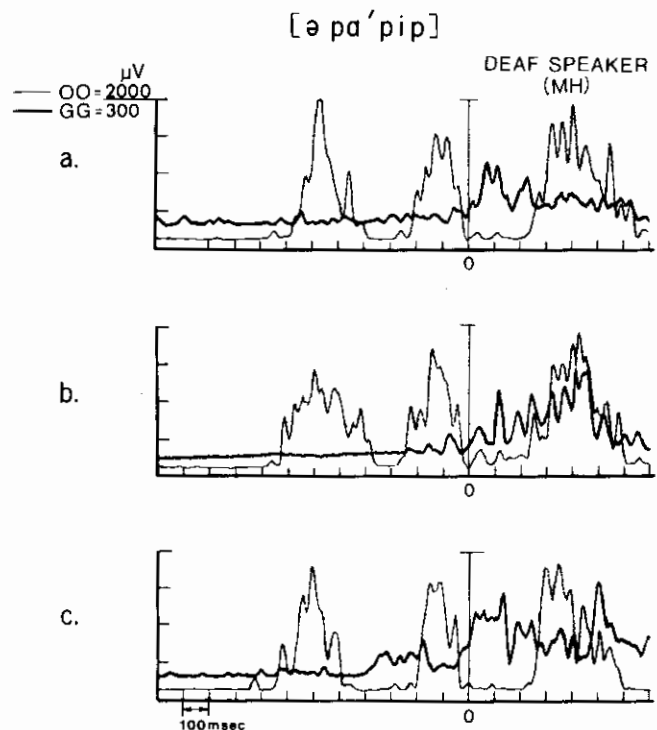 [ə pɑ′pip]
DEAF SPEAKER
(MH)
μV
OO=2000
GG=300
a.
0
b.
0
c.
0
100msec